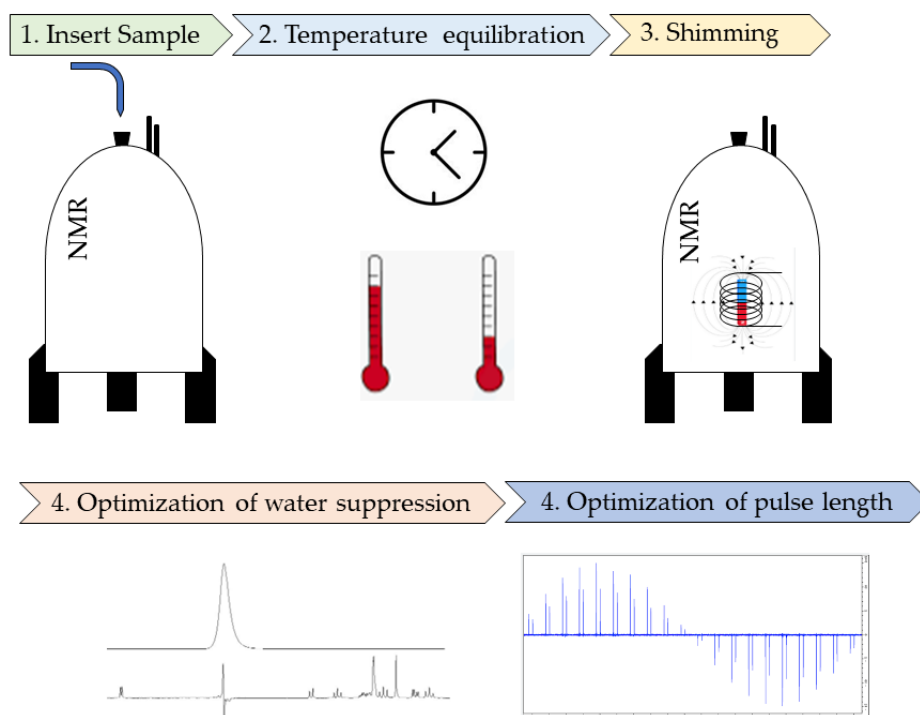 1. Insert Sample
2. Temperature equilibration
3. Shimming
NMR
NMR
4. Optimization of water suppression
4. Optimization of pulse length